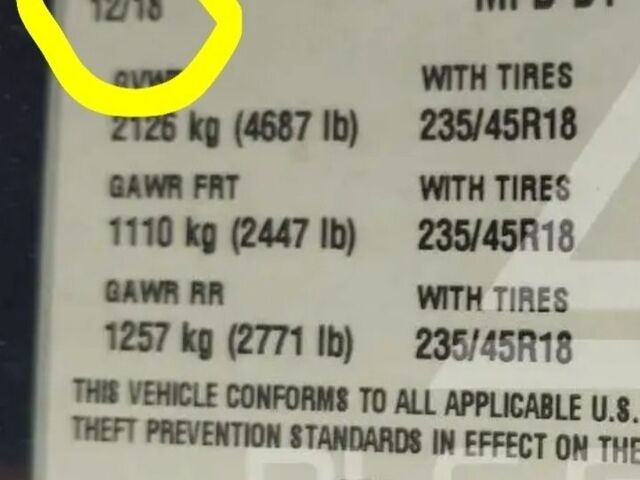 12/18
GVWR WITH TIRES
2126 kg (4687 lb) 235/45R18
GAWR FRT WITH TIRES
1110 kg (2447 lb) 235/45R18
GAWR RR WITH TIRES
1257 kg (2771 lb) 235/45R18
THIS VEHICLE CONFORMS TO ALL APPLICABLE U.S.
THEFT PREVENTION STANDARDS IN EFFECT ON THE